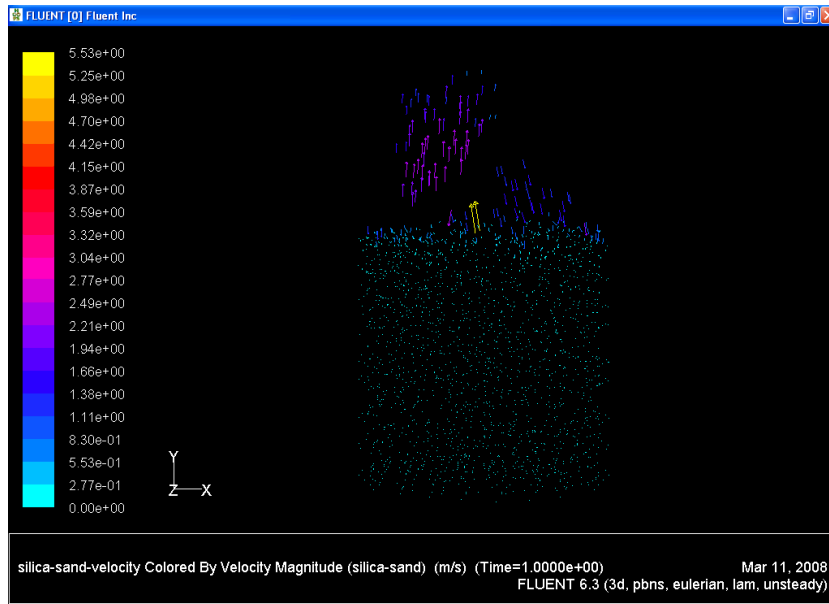 FLUENT [0] Fluent Inc
5.53e+00
5.25e+00
4.98e+00
4.70e+00
4.42e+00
4.15e+00
3.87e+00
3.59e+00
3.32e+00
3.04e+00
2.77e+00
2.49e+00
2.21e+00
1.94e+00
1.66e+00
1.38e+00
1.11e+00
8.30e-01
5.53e-01
2.77e-01
0.00e+00
Y
Z X
silica-sand-velocity Colored By Velocity Magnitude (silica-sand) (m/s) (Time=1.0000e+00) Mar 11, 2008
FLUENT 6.3 (3d, pbns, eulerian, lam, unsteady)